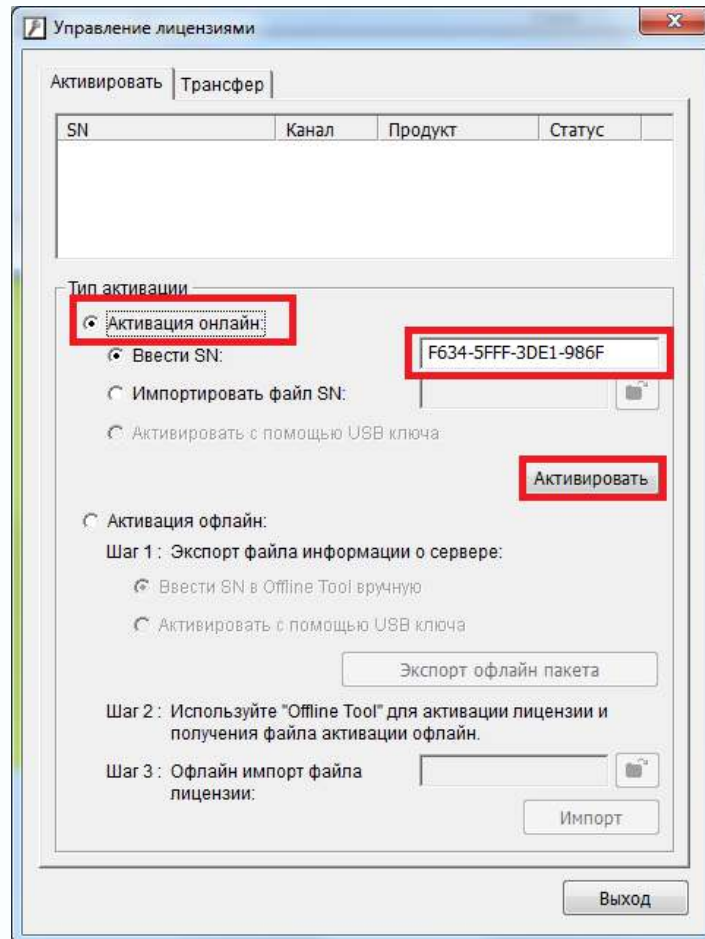 Управление лицензиями
Активировать Трансфер
SN Канал Продукт Статус
Тип активации
Активация онлайн:
Ввести SN: F634-5FFF-3DE1-986F
Импортировать файл SN:
Активировать с помощью USB ключа
Активировать
Активация офлайн:
Шаг 1 : Экспорт файла информации о сервере:
Ввести SN в Offline Tool вручную
Активировать с помощью USB ключа
Экспорт офлайн пакета
Шаг 2 : Используйте "Offline Tool" для активации лицензии и
получения файла активации офлайн.
Шаг 3 : Офлайн импорт файла
лицензии:
Импорт
Выход